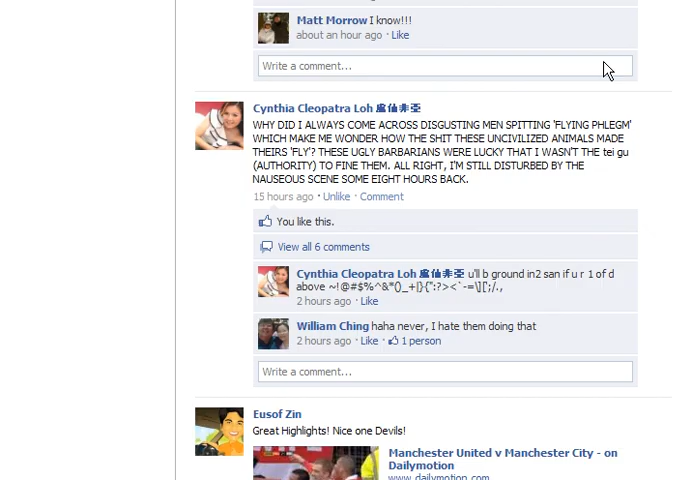 Matt Morrow I know!!!
about an hour ago · Like
Write a comment...
Cynthia Cleopatra Loh
WHY DID I ALWAYS COME ACROSS DISGUSTING MEN SPITTING 'FLYING PHLEGM'
WHICH MAKE ME WONDER HOW THE SHIT THESE UNCIVILIZED ANIMALS MADE
THEIRS 'FLY'? THESE UGLY BARBARIANS WERE LUCKY THAT I WASN'T THE tei gu
(AUTHORITY) TO FINE THEM. ALL RIGHT, I'M STILL DISTURBED BY THE
NAUSEOUS SCENE SOME EIGHT HOURS BACK.
15 hours ago · Unlike · Comment
You like this.
View all 6 comments
Cynthia Cleopatra Loh u'll b ground in2 san if u r 1 of d
above ~!@#$%^&*()_+|}{":?><`-=\][';/.,
2 hours ago · Like
William Ching haha never, I hate them doing that
2 hours ago · Like · 1 person
Write a comment...
Eusof Zin
Great Highlights! Nice one Devils!
Manchester United v Manchester City - on
Dailymotion
www.dailymotion.com